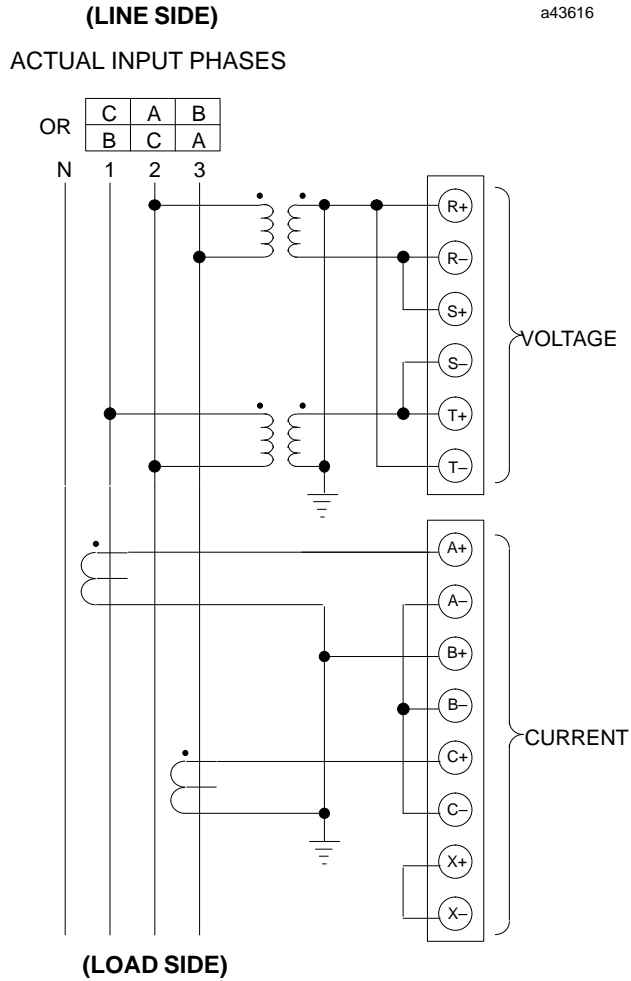 (LINE SIDE)
a43616
ACTUAL INPUT PHASES
OR
C A B
B C A
N 1 2 3
R+
R–
S+
S–
T+
T–
VOLTAGE
A+
A–
B+
B–
C+
C–
X+
X–
CURRENT
(LOAD SIDE)